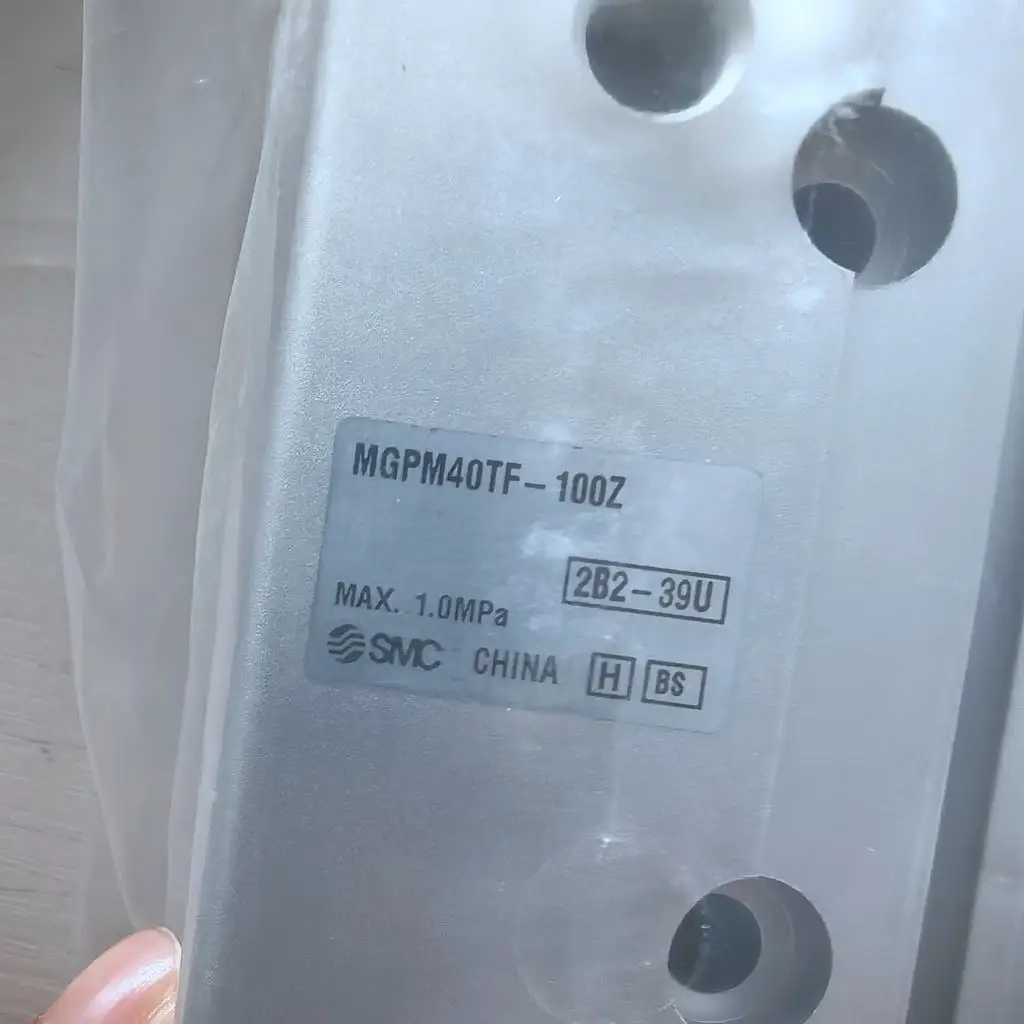 MGPM40TF-100Z
2B2-39U
MAX. 1.0MPa
SMC CHINA H BS